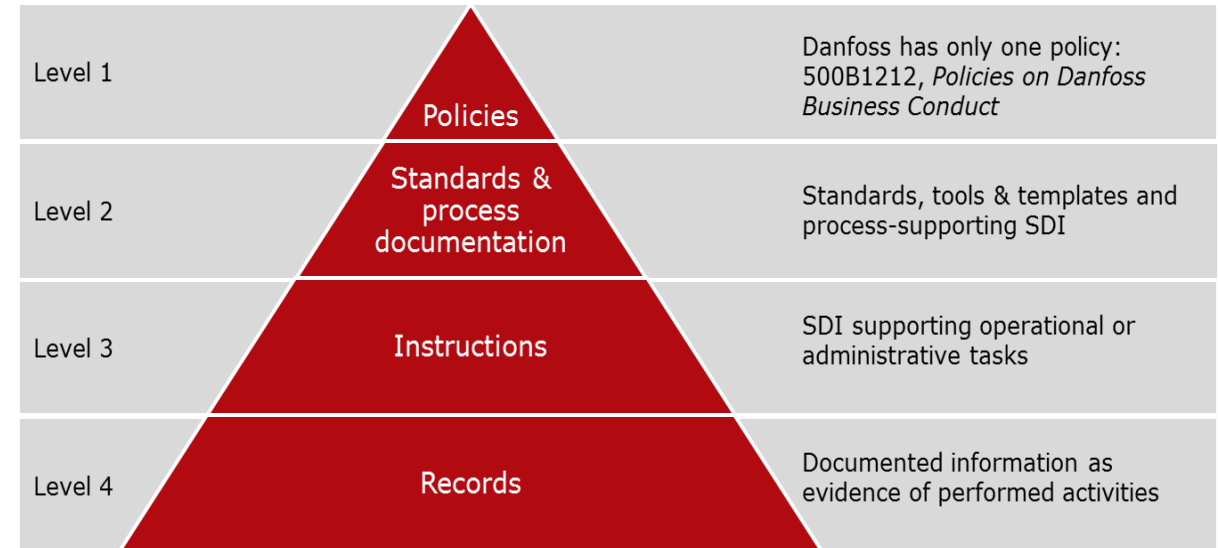 Level 1
Policies
Danfoss has only one policy:
500B1212, Policies on Danfoss
Business Conduct
Level 2
Standards &
process
documentation
Standards, tools & templates and
process-supporting SDI
Level 3
Instructions
SDI supporting operational or
administrative tasks
Level 4
Records
Documented information as
evidence of performed activities